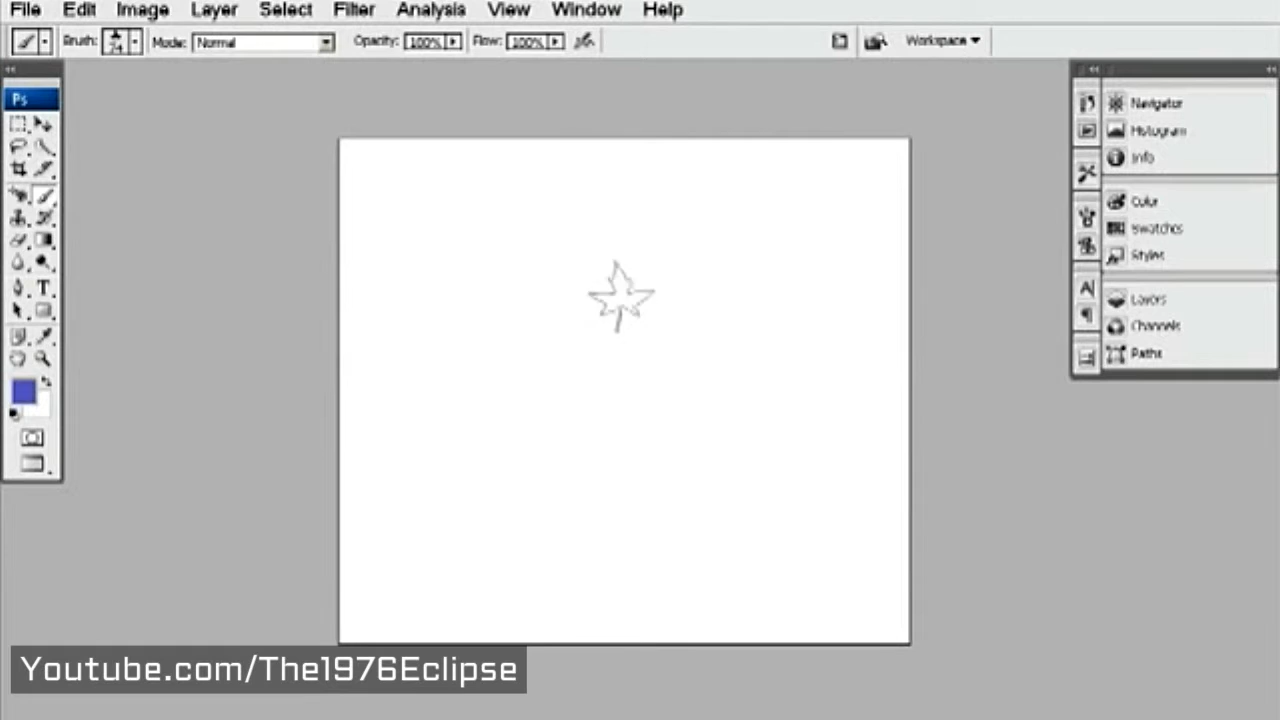 File Edit Image Layer Select Filter Analysis View Window Help
Brush: 74 Mode: Normal Opacity: 100% Flow: 100% Workspace
Ps
Navigator
Histogram
Info
Color
Swatches
Styles
Layers
Channels
Paths
Youtube.com/The1976Eclipse